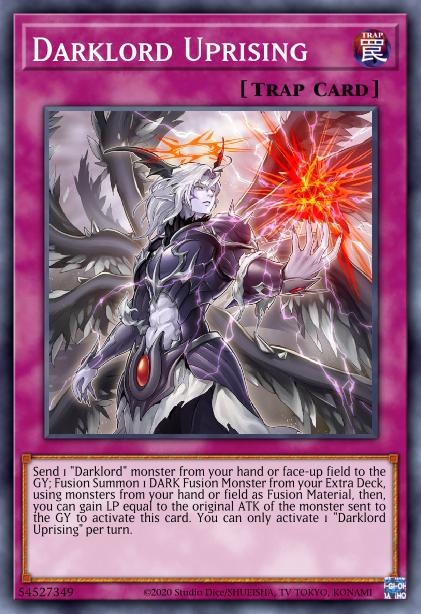 Darklord Uprising
TRAP
罠
[Trap Card]
Send 1 "Darklord" monster from your hand or face-up field to the
GY; Fusion Summon 1 DARK Fusion Monster from your Extra Deck,
using monsters from your hand or field as Fusion Material, then,
you can gain LP equal to the original ATK of the monster sent to
the GY to activate this card. You can only activate 1 "Darklord
Uprising" per turn.
54527349
©2020 Studio Dice/SHUEISHA, TV TOKYO, KONAMI